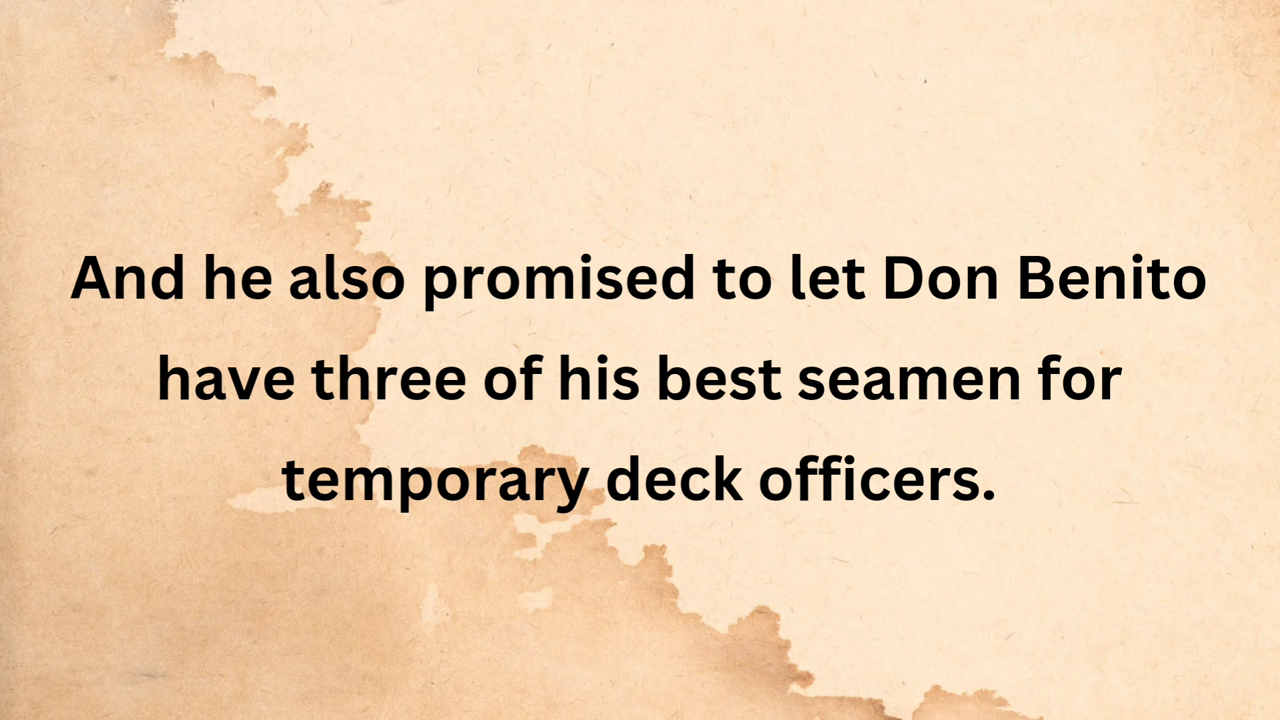 And he also promised to let Don Benito
have three of his best seamen for
temporary deck officers.